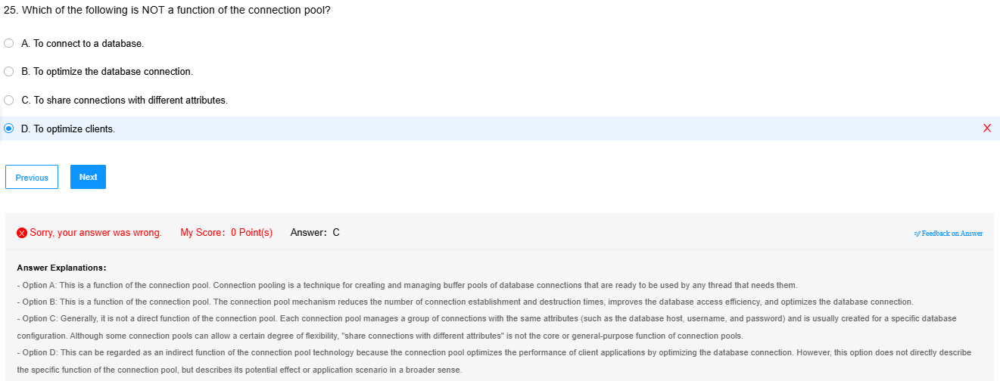 25. Which of the following is NOT a function of the connection pool?
A. To connect to a database.
B. To optimize the database connection.
C. To share connections with different attributes.
D. To optimize clients.
X
Previous Next
Sorry, your answer was wrong. My Score: 0 Point(s) Answer: C Feedback on Answer
Answer Explanations:
- Option A: This is a function of the connection pool. Connection pooling is a technique for creating and managing buffer pools of database connections that are ready to be used by any thread that needs them.
- Option B: This is a function of the connection pool. The connection pool mechanism reduces the number of connection establishment and destruction times, improves the database access efficiency, and optimizes the database connection.
- Option C: Generally, it is not a direct function of the connection pool. Each connection pool manages a group of connections with the same attributes (such as the database host, username, and password) and is usually created for a specific database
configuration. Although some connection pools can allow a certain degree of flexibility, "share connections with different attributes" is not the core or general-purpose function of connection pools.
- Option D: This can be regarded as an indirect function of the connection pool technology because the connection pool optimizes the performance of client applications by optimizing the database connection. However, this option does not directly describe
the specific function of the connection pool, but describes its potential effect or application scenario in a broader sense.